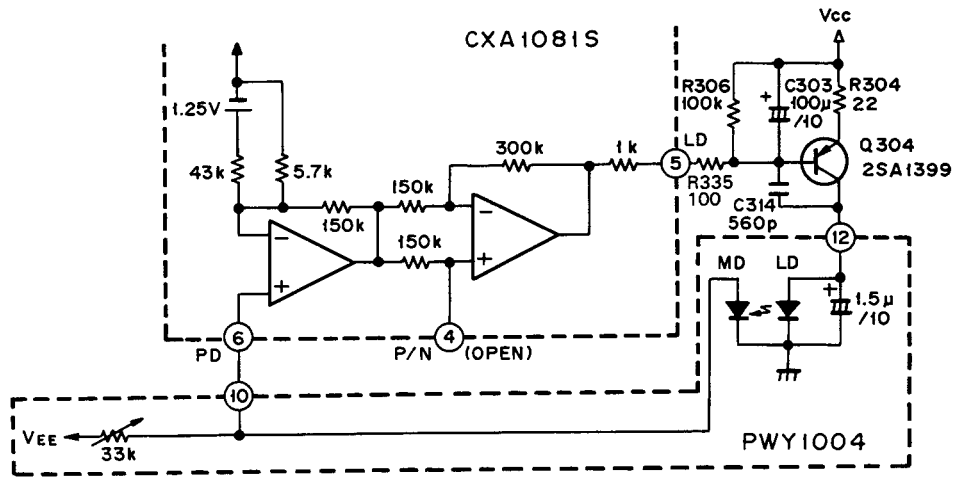 CXA1081S
Vcc
1.25V
43k
5.7k
150k
150k
150k
300k
1k
5
LD
R306
100k
C303
100μ
/10
R304
22
R335
100
Q304
2SA1399
C314
560p
12
MD
LD
1.5μ
/10
6
PD
P/N
4
(OPEN)
10
VEE
33k
PWY1004